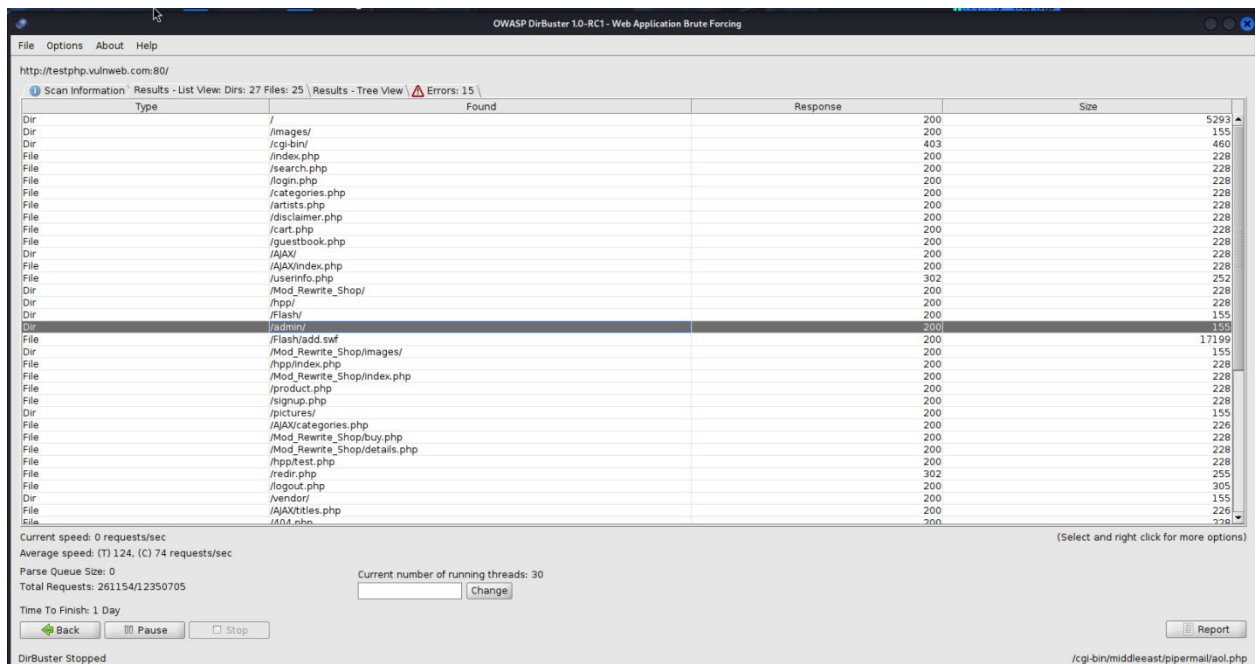 OWASP DirBuster 1.0-RC1 - Web Application Brute Forcing
File Options About Help
http://testphp.vulnweb.com:80/
Scan Information Results - List View: Dirs: 27 Files: 25 Results - Tree View Errors: 15
Type Found Response Size
Dir / 200 5293
Dir /images/ 200 155
Dir /cgi-bin/ 403 460
File /index.php 200 228
File /search.php 200 228
File /login.php 200 228
File /categories.php 200 228
File /artists.php 200 228
File /disclaimer.php 200 228
File /cart.php 200 228
File /guestbook.php 200 228
Dir /AJAX/ 200 228
File /AJAX/index.php 200 228
File /userinfo.php 302 252
Dir /Mod_Rewrite_Shop/ 200 228
Dir /hpp/ 200 228
Dir /Flash/ 200 155
Dir /admin/ 200 155
File /Flash/add.swf 200 17199
Dir /Mod_Rewrite_Shop/images/ 200 155
File /hpp/index.php 200 228
File /Mod_Rewrite_Shop/index.php 200 228
File /product.php 200 228
File /signup.php 200 228
Dir /pictures/ 200 155
File /AJAX/categories.php 200 226
File /Mod_Rewrite_Shop/buy.php 200 228
File /Mod_Rewrite_Shop/details.php 200 228
File /hpp/test.php 200 228
File /redir.php 302 255
File /logout.php 200 305
Dir /vendor/ 200 155
File /AJAX/titles.php 200 226
File /404.php 200 228
Current speed: 0 requests/sec (Select and right click for more options)
Average speed: (T) 124, (C) 74 requests/sec
Parse Queue Size: 0 Current number of running threads: 30
Total Requests: 261154/12350705 Change
Time To Finish: 1 Day
Back Pause Stop Report
DirBuster Stopped /cgi-bin/middleeast/pipermail/aol.php